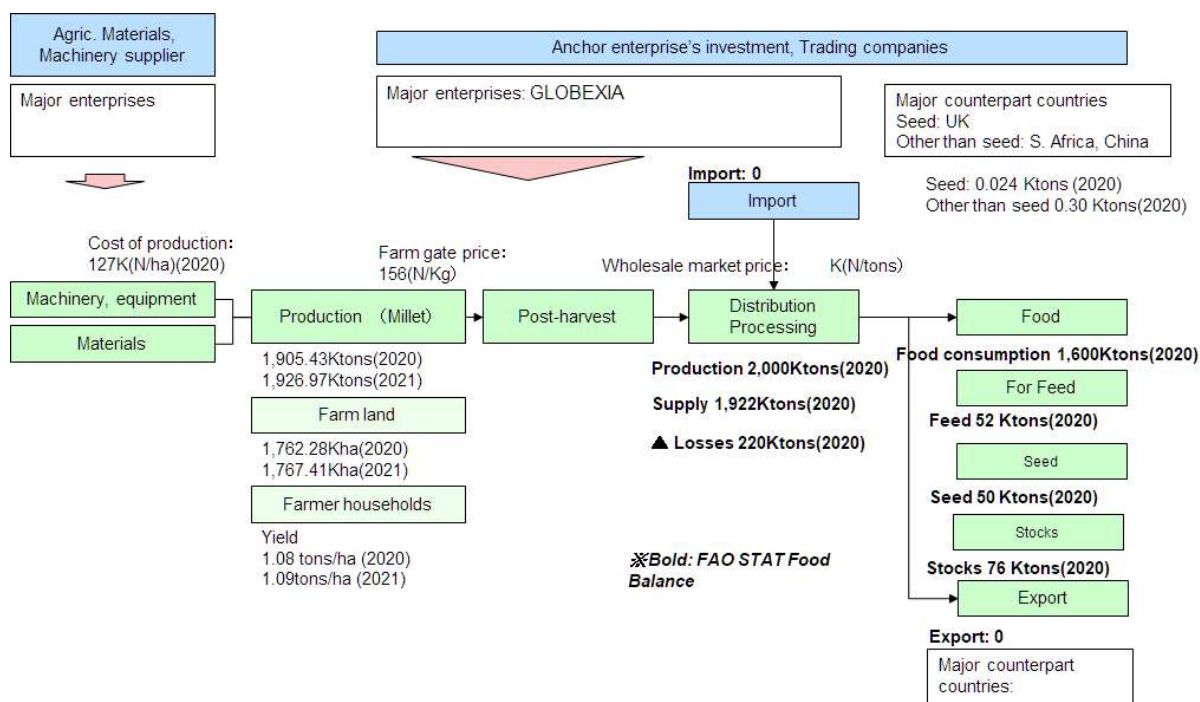 Agric. Materials,
Machinery supplier
Anchor enterprise's investment, Trading companies
Major enterprises
Major enterprises: GLOBEXIA
Major counterpart countries
Seed: UK
Other than seed: S. Africa, China
Import: 0
Import
Seed: 0.024 Ktons (2020)
Other than seed 0.30 Ktons(2020)
Cost of production:
127K(N/ha)(2020)
Farm gate price:
156(N/Kg)
Wholesale market price: K(N/tons)
Machinery, equipment
Materials
Production (Millet)
Post-harvest
Distribution
Processing
Food
1,905.43Ktons(2020)
1,926.97Ktons(2021)
Farm land
1,762.28Kha(2020)
1,767.41Kha(2021)
Farmer households
Yield
1.08 tons/ha (2020)
1.09tons/ha (2021)
Production 2,000Ktons(2020)
Supply 1,922Ktons(2020)
▲ Losses 220Ktons(2020)
※Bold: FAO STAT Food
Balance
Food consumption 1,600Ktons(2020)
For Feed
Feed 52 Ktons(2020)
Seed
Seed 50 Ktons(2020)
Stocks
Stocks 76 Ktons(2020)
Export
Export: 0
Major counterpart
countries: